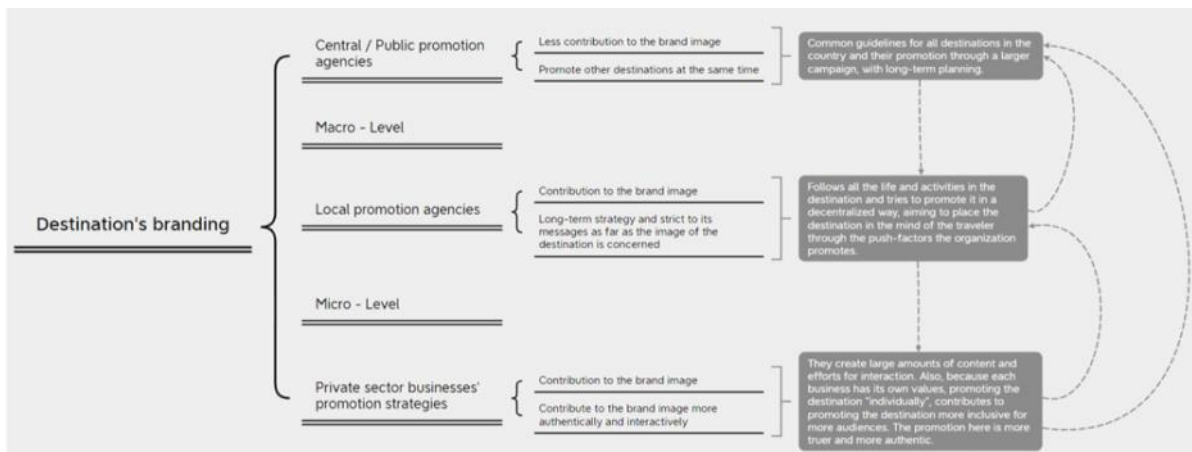 Destination's branding
Central / Public promotion
agencies
Less contribution to the brand image
Promote other destinations at the same time
Common guidelines for all destinations in the
country and their promotion through a larger
campaign, with long-term planning.
Macro - Level
Local promotion agencies
Contribution to the brand image
Long-term strategy and strict to its
messages as far as the image of the
destination is concerned
Follows all the life and activities in the
destination and tries to promote it in a
decentralized way, aiming to place the
destination in the mind of the traveler
through the push-factors the organization
promotes.
Micro - Level
Private sector businesses'
promotion strategies
Contribution to the brand image
Contribute to the brand image more
authentically and interactively
They create large amounts of content and
efforts for interaction. Also, because each
business has its own values, promoting the
destination "individually", contributes to
promoting the destination more inclusive for
more audiences. The promotion here is more
truer and more authentic.